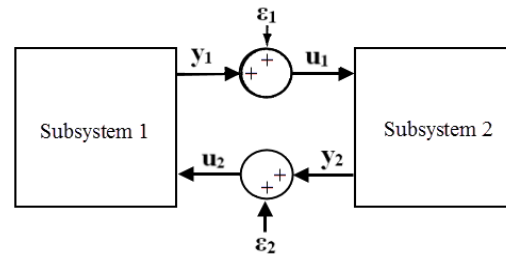 ε₁
y₁ + + u₁
Subsystem 1 Subsystem 2
u₂ + + y₂
ε₂